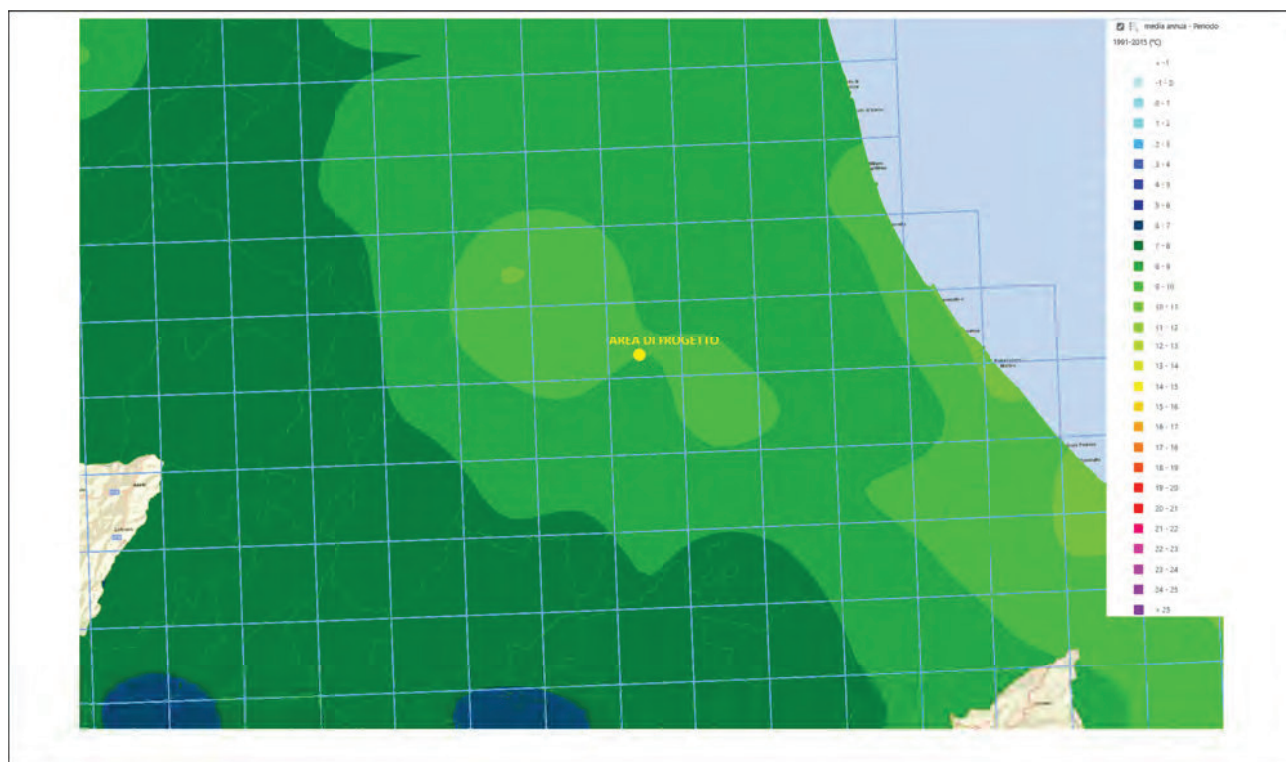 media annua - Periodo
1991-2015 (°C)
< -1
-1 - 0
0 - 1
1 - 2
2 - 3
3 - 4
4 - 5
5 - 6
6 - 7
7 - 8
8 - 9
9 - 10
10 - 11
11 - 12
12 - 13
13 - 14
14 - 15
15 - 16
16 - 17
17 - 18
18 - 19
19 - 20
20 - 21
21 - 22
22 - 23
23 - 24
24 - 25
> 25
AREA DI PROGETTO